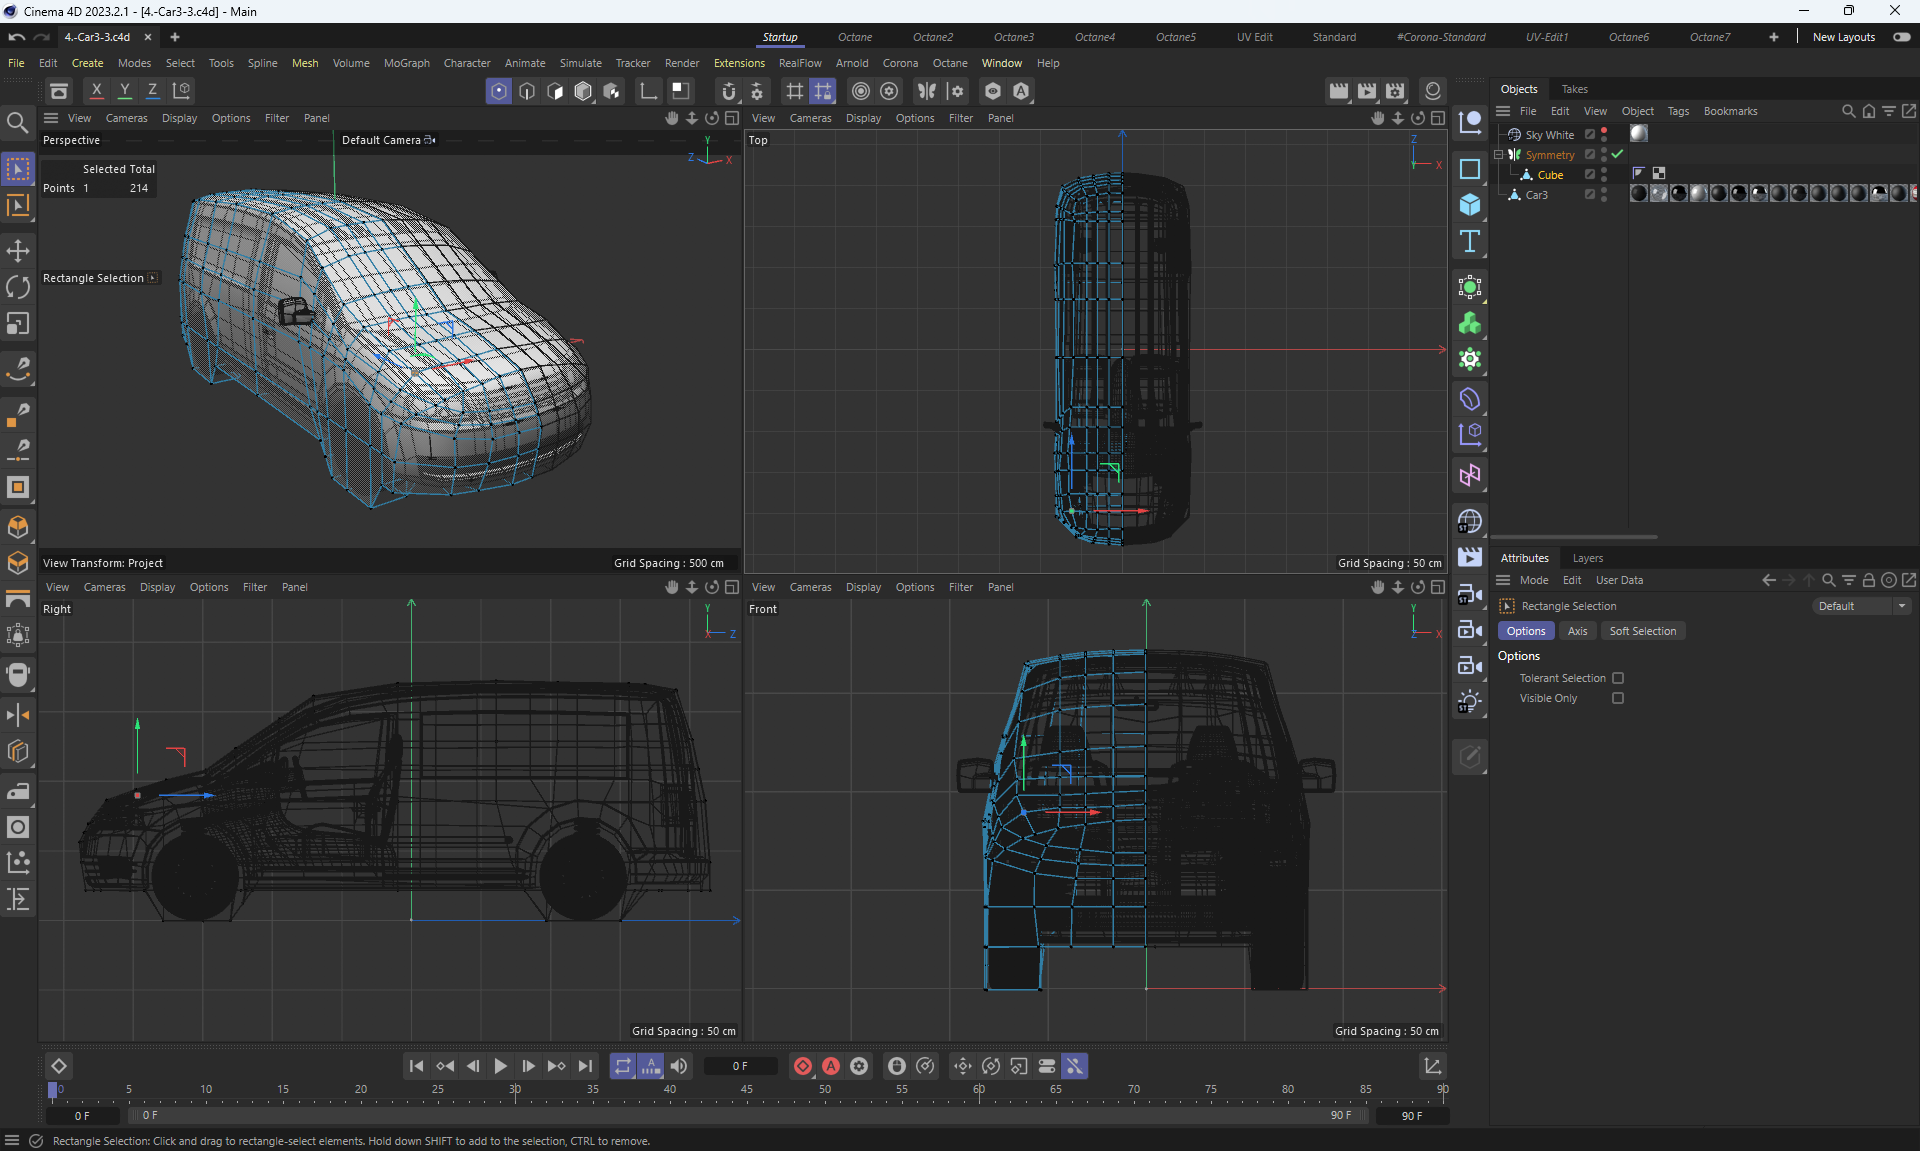 Cinema 4D 2023.2.1 - [4.-Car3-3.c4d] - Main
4.-Car3-3.c4d
Startup
Octane
Octane2
Octane3
Octane4
Octane5
UV Edit
Standard
#Corona-Standard
UV-Edit1
Octane6
Octane7
New Layouts
File Edit Create Modes Select Tools Spline Mesh Volume MoGraph Character Animate Simulate Tracker Render Extensions RealFlow Arnold Corona Octane Window Help
X Y Z
Objects Takes
File Edit View Object Tags Bookmarks
View Cameras Display Options Filter Panel
View Cameras Display Options Filter Panel
Perspective
Default Camera
Top
Selected Total
Points 1 214
Y
Z X
Z
Y X
Sky White
Symmetry
Cube
Car3
Rectangle Selection
View Transform: Project
Grid Spacing : 500 cm
Grid Spacing : 50 cm
Attributes Layers
Mode Edit User Data
Rectangle Selection
Default
Options Axis Soft Selection
Options
Tolerant Selection
Visible Only
View Cameras Display Options Filter Panel
View Cameras Display Options Filter Panel
Right
Front
Y
X Z
Y
Z X
ST
ST
ST
Grid Spacing : 50 cm
Grid Spacing : 50 cm
0 F
0 5 10 15 20 25 30 35 40 45 50 55 60 65 70 75 80 85 90
0 F
0 F
90 F
90 F
Rectangle Selection: Click and drag to rectangle-select elements. Hold down SHIFT to add to the selection, CTRL to remove.